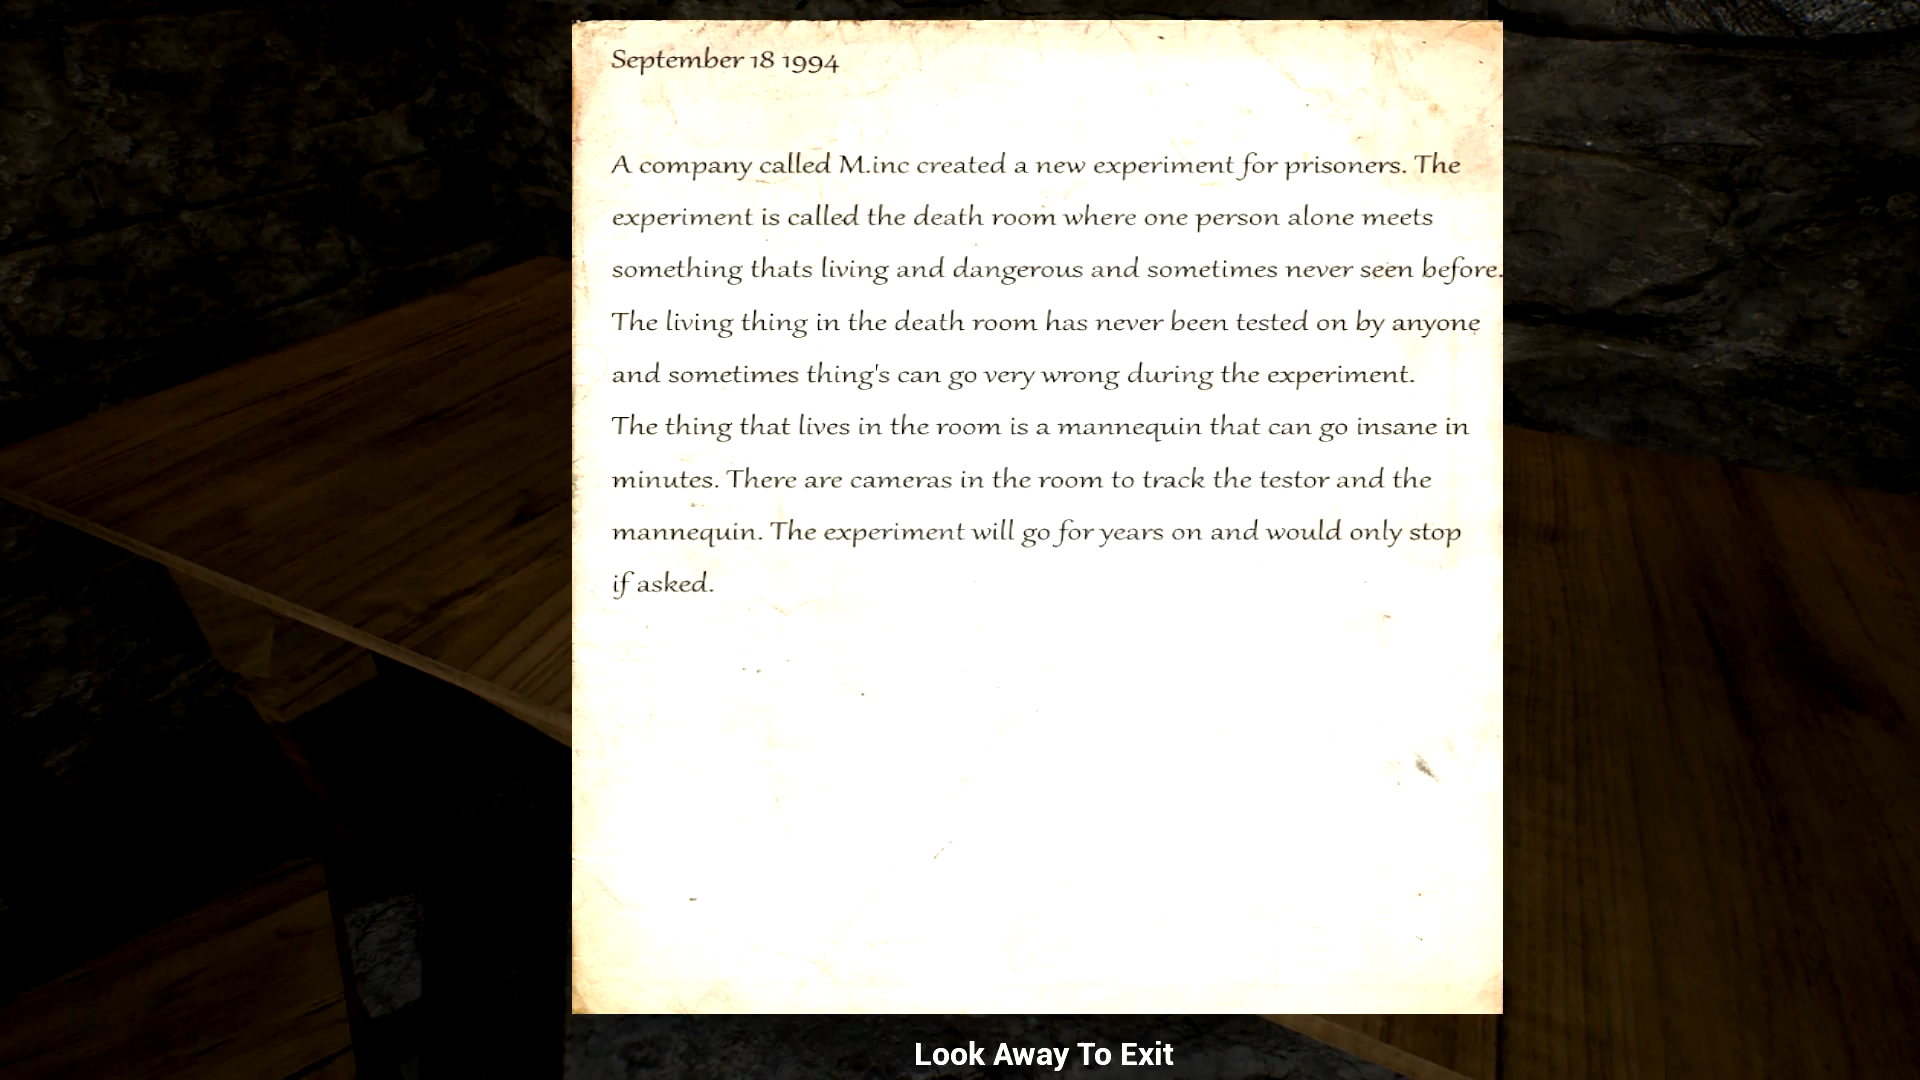 September 18 1994
A company called M.inc created a new experiment for prisoners. The
experiment is called the death room where one person alone meets
something thats living and dangerous and sometimes never seen before.
The living thing in the death room has never been tested on by anyone
and sometimes thing's can go very wrong during the experiment.
The thing that lives in the room is a mannequin that can go insane in
minutes. There are cameras in the room to track the testor and the
mannequin. The experiment will go for years on and would only stop
if asked.
Look Away To Exit